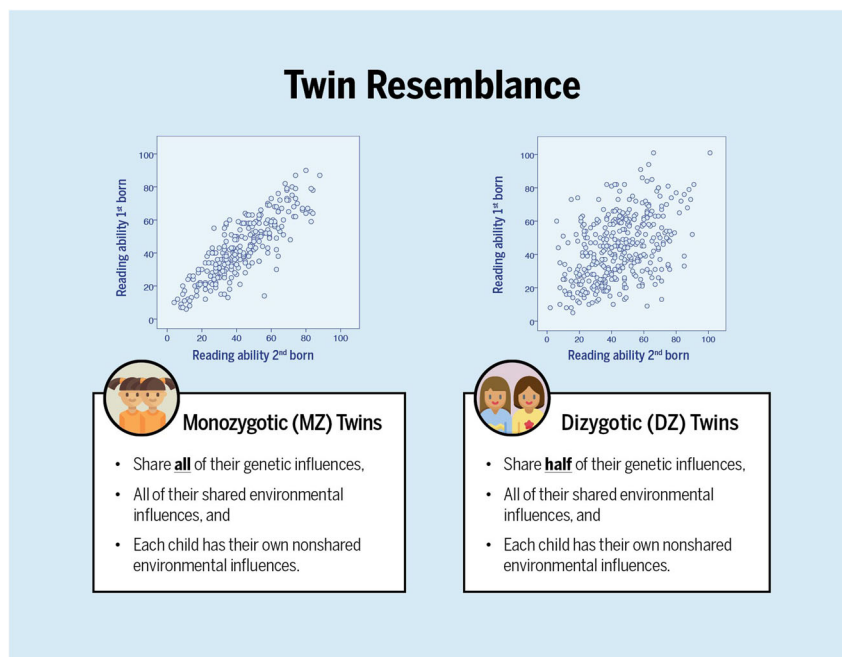 Twin Resemblance
100
80
60
40
20
0
Reading ability 1st born
0 20 40 60 80 100
Reading ability 2nd born
100
80
60
40
20
0
Reading ability 1st born
0 20 40 60 80 100
Reading ability 2nd born
Monozygotic (MZ) Twins
• Share all of their genetic influences,
• All of their shared environmental
influences, and
• Each child has their own nonshared
environmental influences.
Dizygotic (DZ) Twins
• Share half of their genetic influences,
• All of their shared environmental
influences, and
• Each child has their own nonshared
environmental influences.